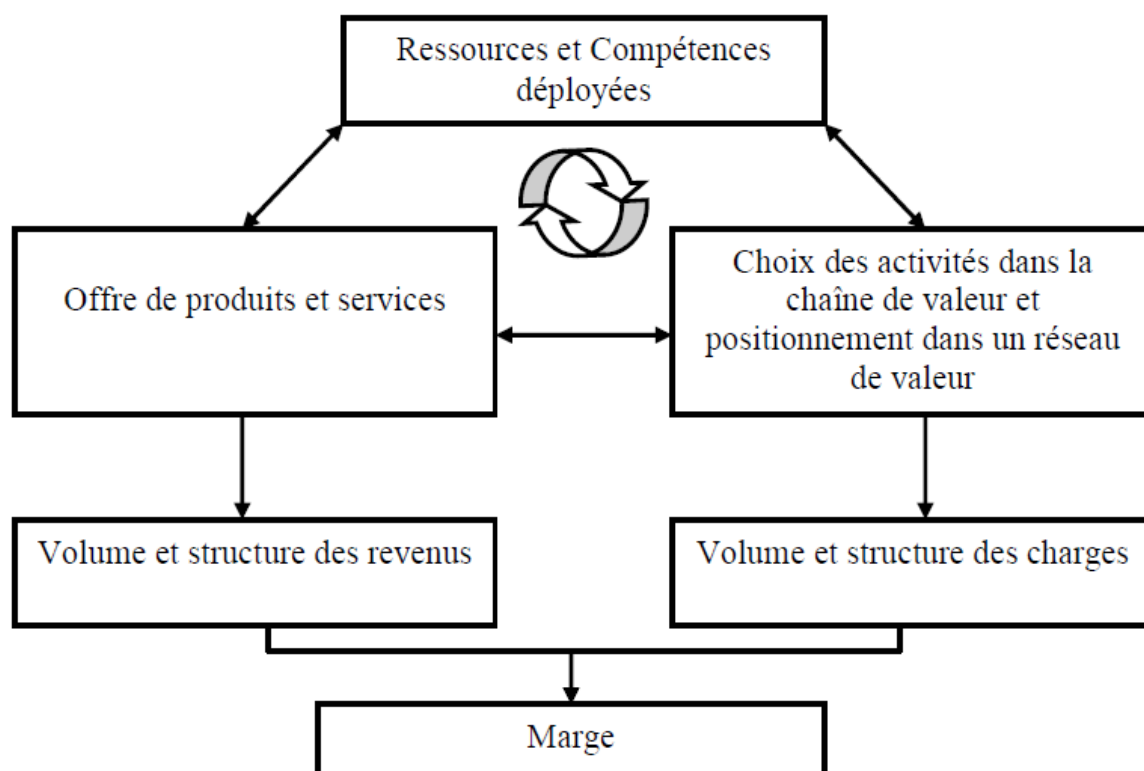 Ressources et Compétences
déployées
Offre de produits et services
Choix des activités dans la
chaîne de valeur et
positionnement dans un réseau
de valeur
Volume et structure des revenus
Volume et structure des charges
Marge